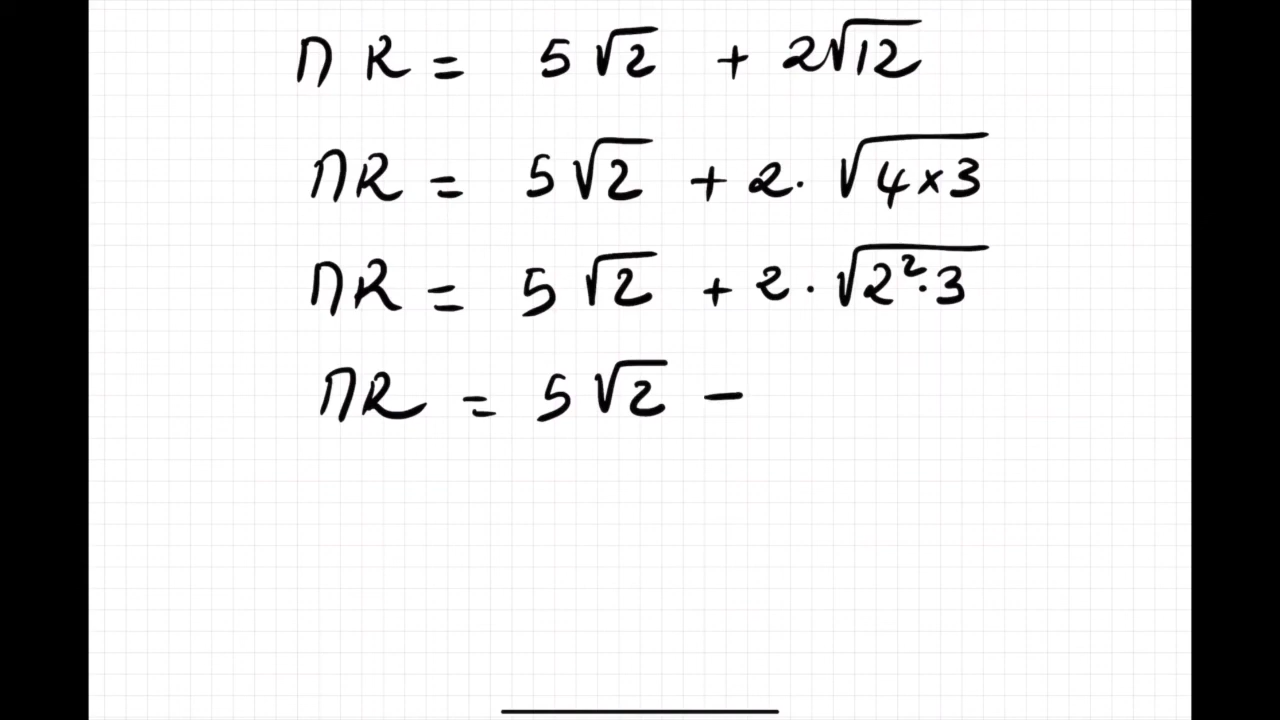 ΠR = 5√2 + 2√12
ΠR = 5√2 + 2·√4×3
ΠR = 5√2 + 2·√2²·3
ΠR = 5√2 −